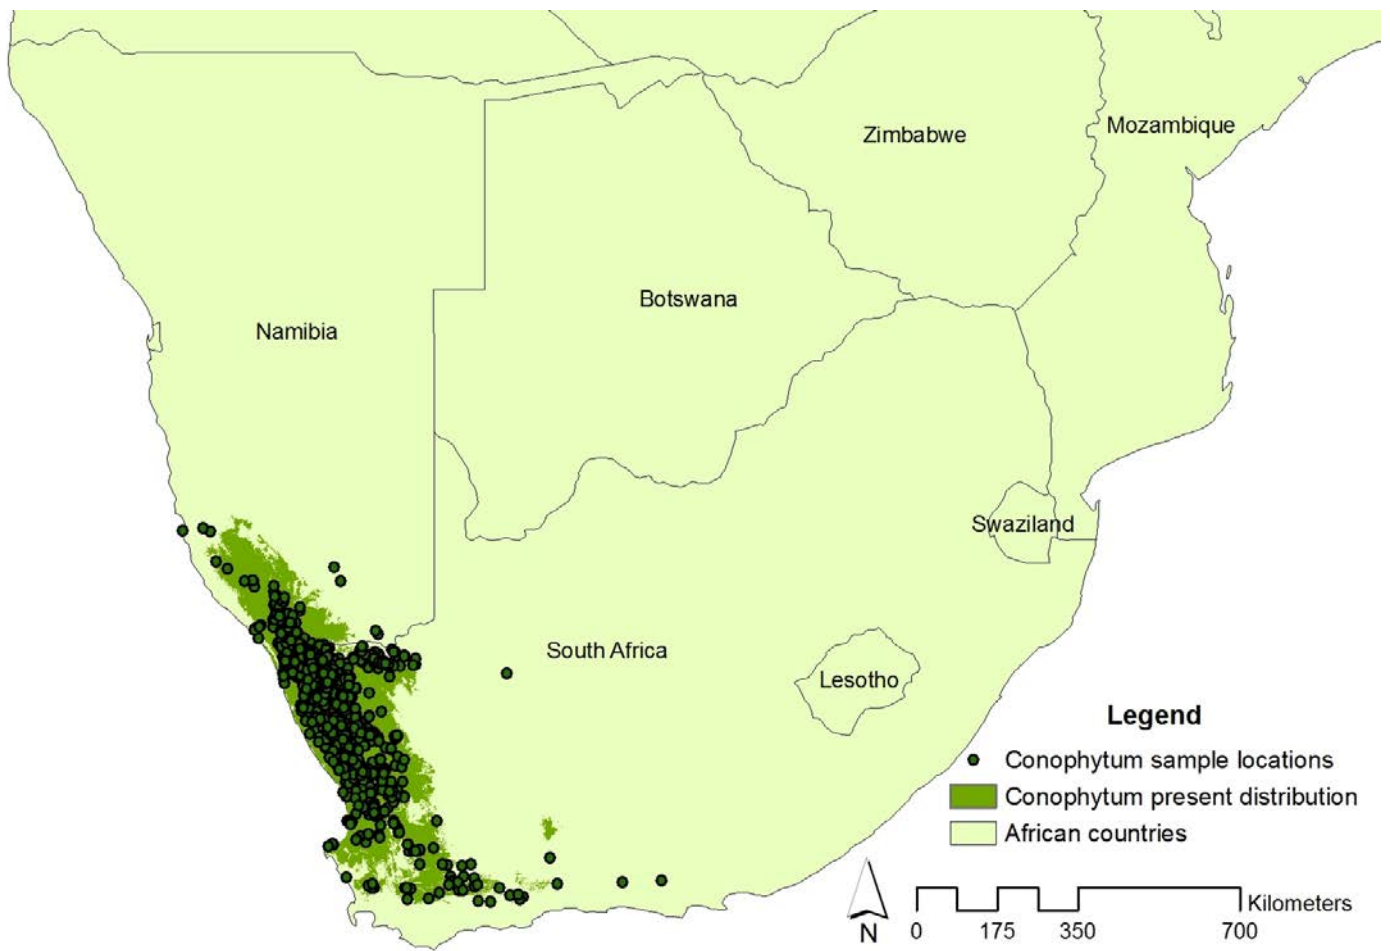 Zimbabwe
Mozambique
Botswana
Namibia
Swaziland
South Africa
Lesotho
Legend
Conophytum sample locations
Conophytum present distribution
African countries
N
Kilometers
0 175 350 700